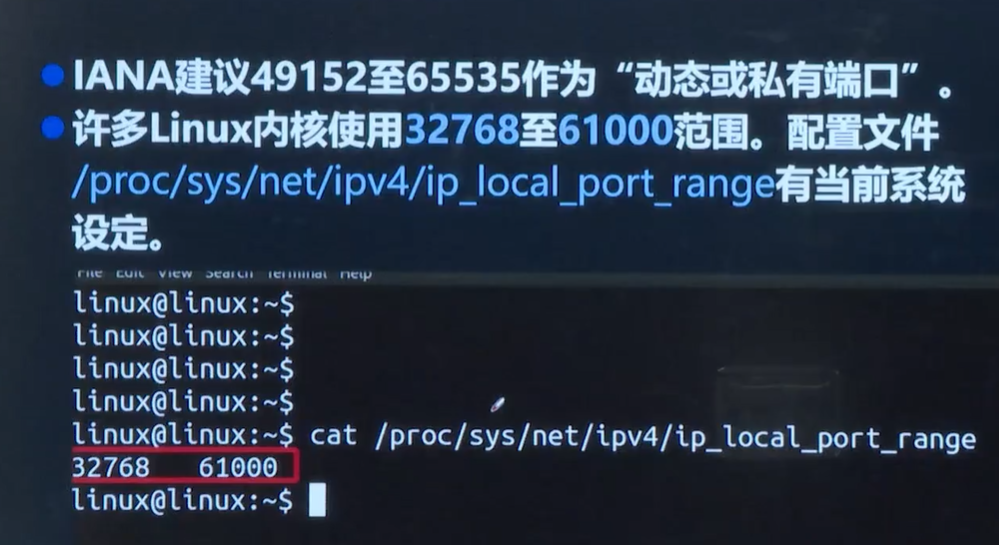 IANA建议49152至65535作为“动态或私有端口”。
许多Linux内核使用32768至61000范围。配置文件
/proc/sys/net/ipv4/ip_local_port_range有当前系统
设定。
File Edit View Search Terminal Help
linux@linux:~$
linux@linux:~$
linux@linux:~$
linux@linux:~$
linux@linux:~$ cat /proc/sys/net/ipv4/ip_local_port_range
32768 61000
linux@linux:~$